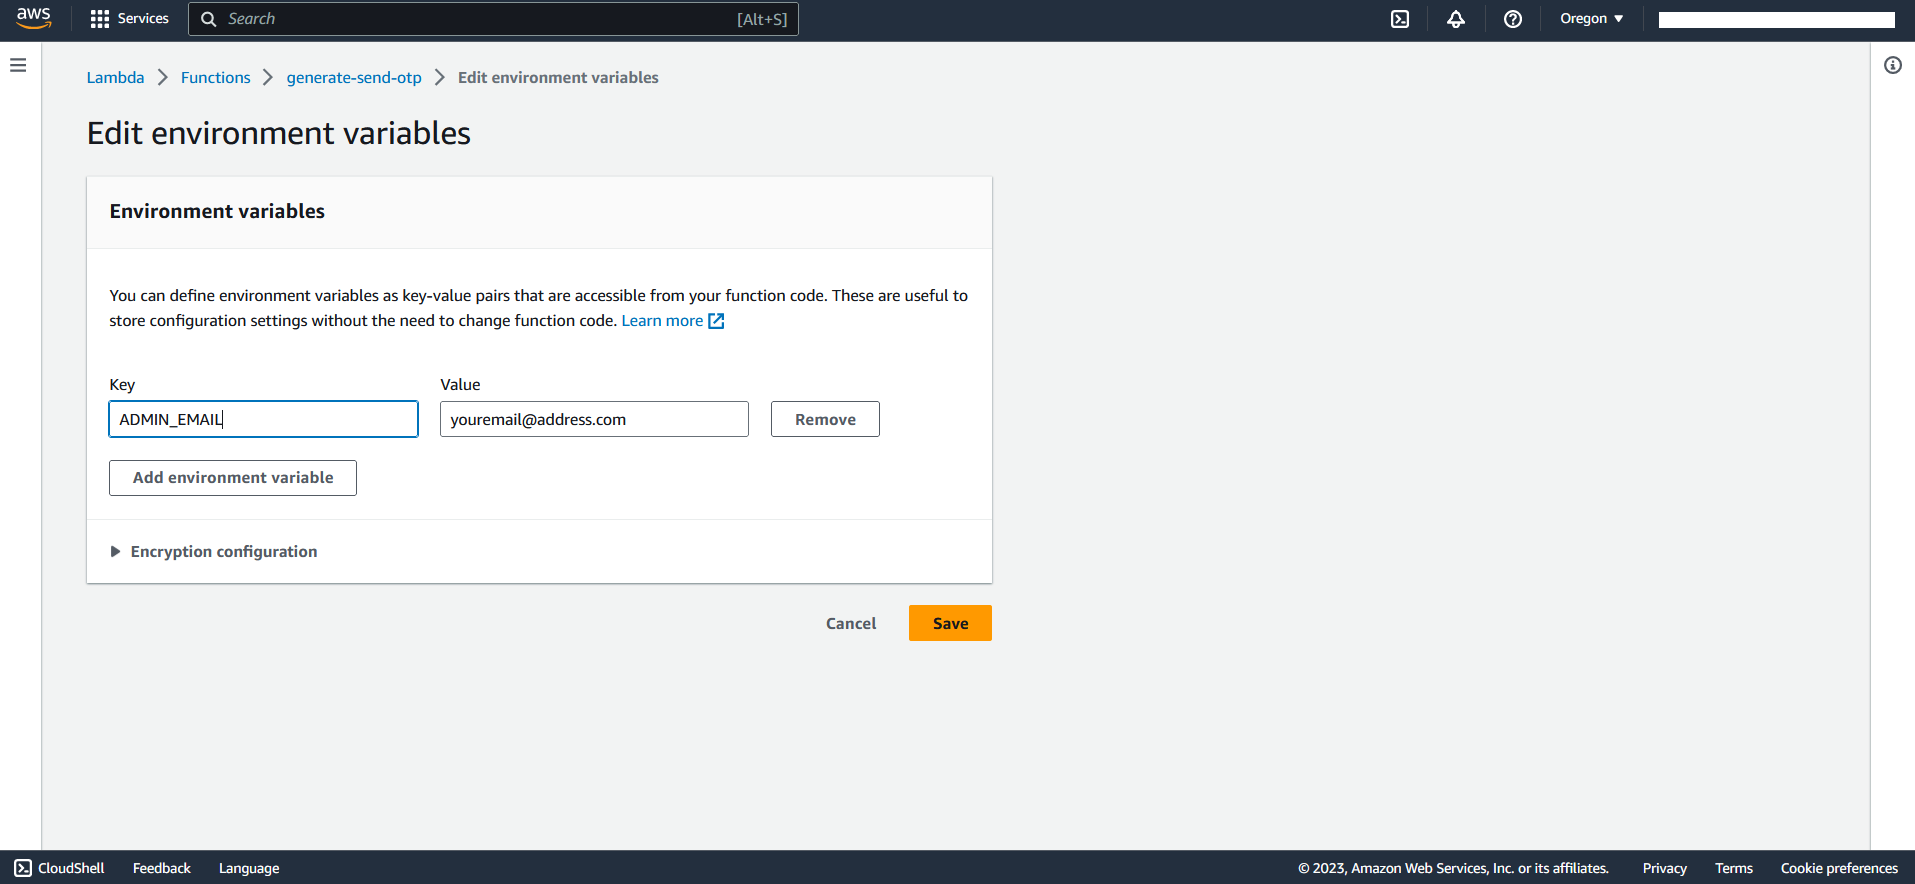 aws
Services
Search
[Alt+S]
Oregon
Lambda
Functions
generate-send-otp
Edit environment variables
Edit environment variables
Environment variables
You can define environment variables as key-value pairs that are accessible from your function code. These are useful to
store configuration settings without the need to change function code. Learn more
Key
Value
ADMIN_EMAIL
youremail@address.com
Remove
Add environment variable
Encryption configuration
Cancel
Save
CloudShell
Feedback
Language
© 2023, Amazon Web Services, Inc. or its affiliates.
Privacy
Terms
Cookie preferences